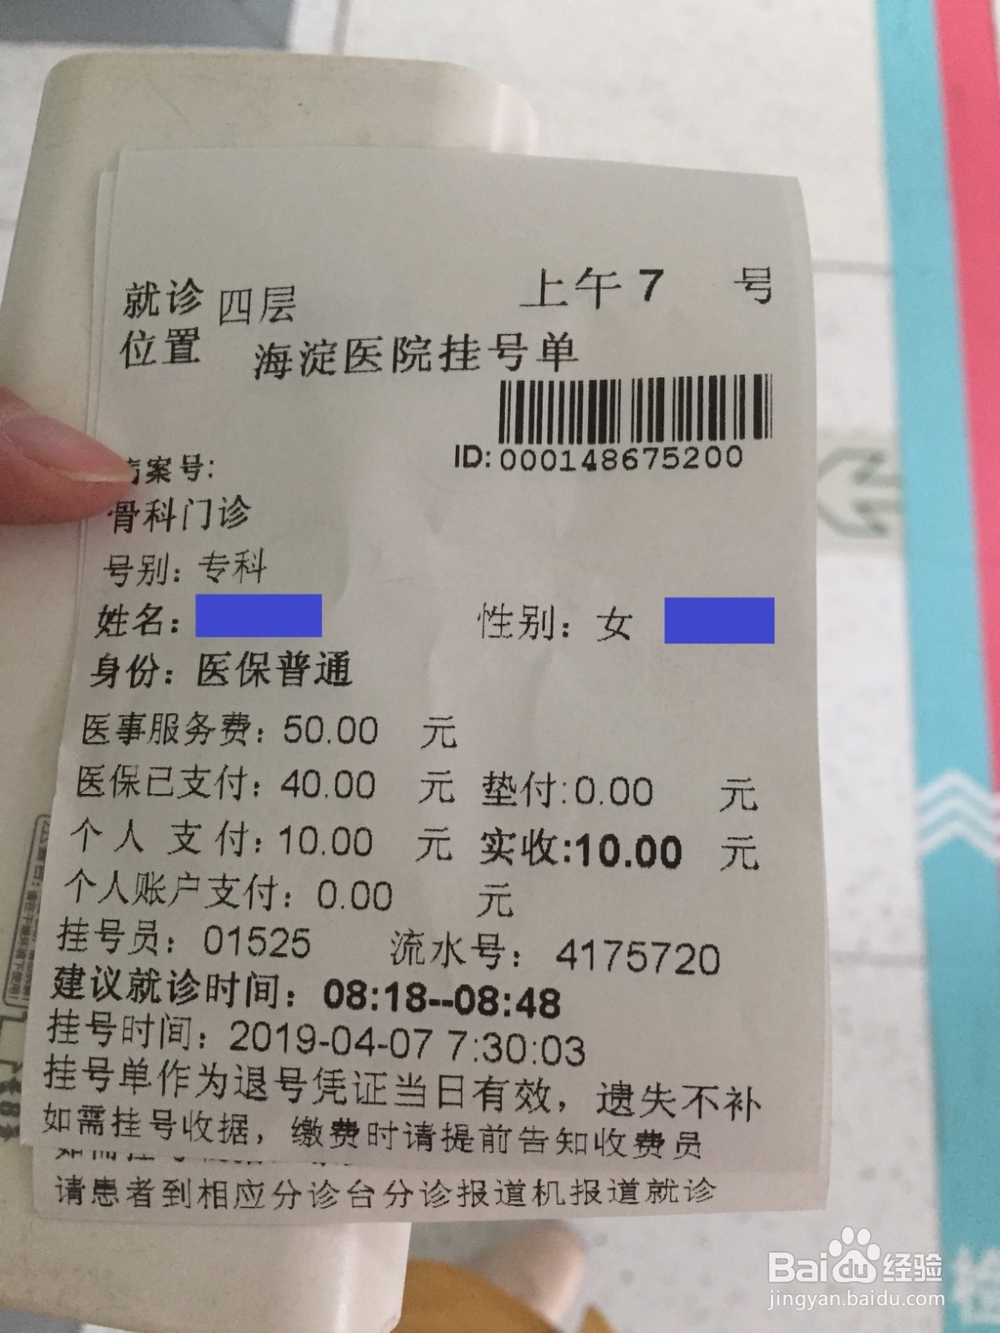 就诊 四层 上午 7 号
位置 海淀医院挂号单
ID:000148675200
病案号:
骨科门诊
号别：专科
姓名： 性别：女
身份：医保普通
医事服务费：50.00 元
医保已支付：40.00 元 垫付:0.00 元
个人 支付：10.00 元 实收:10.00 元
个人账户支付：0.00 元
挂号员：01525 流水号：4175720
建议就诊时间：08:18--08:48
挂号时间：2019-04-07 7:30:03
挂号单作为退号凭证当日有效，遗失不补
如需挂号收据，缴费时请提前告知收费员
请患者到相应分诊台分诊报道机报道就诊
Baidu经验
jingyan.baidu.com